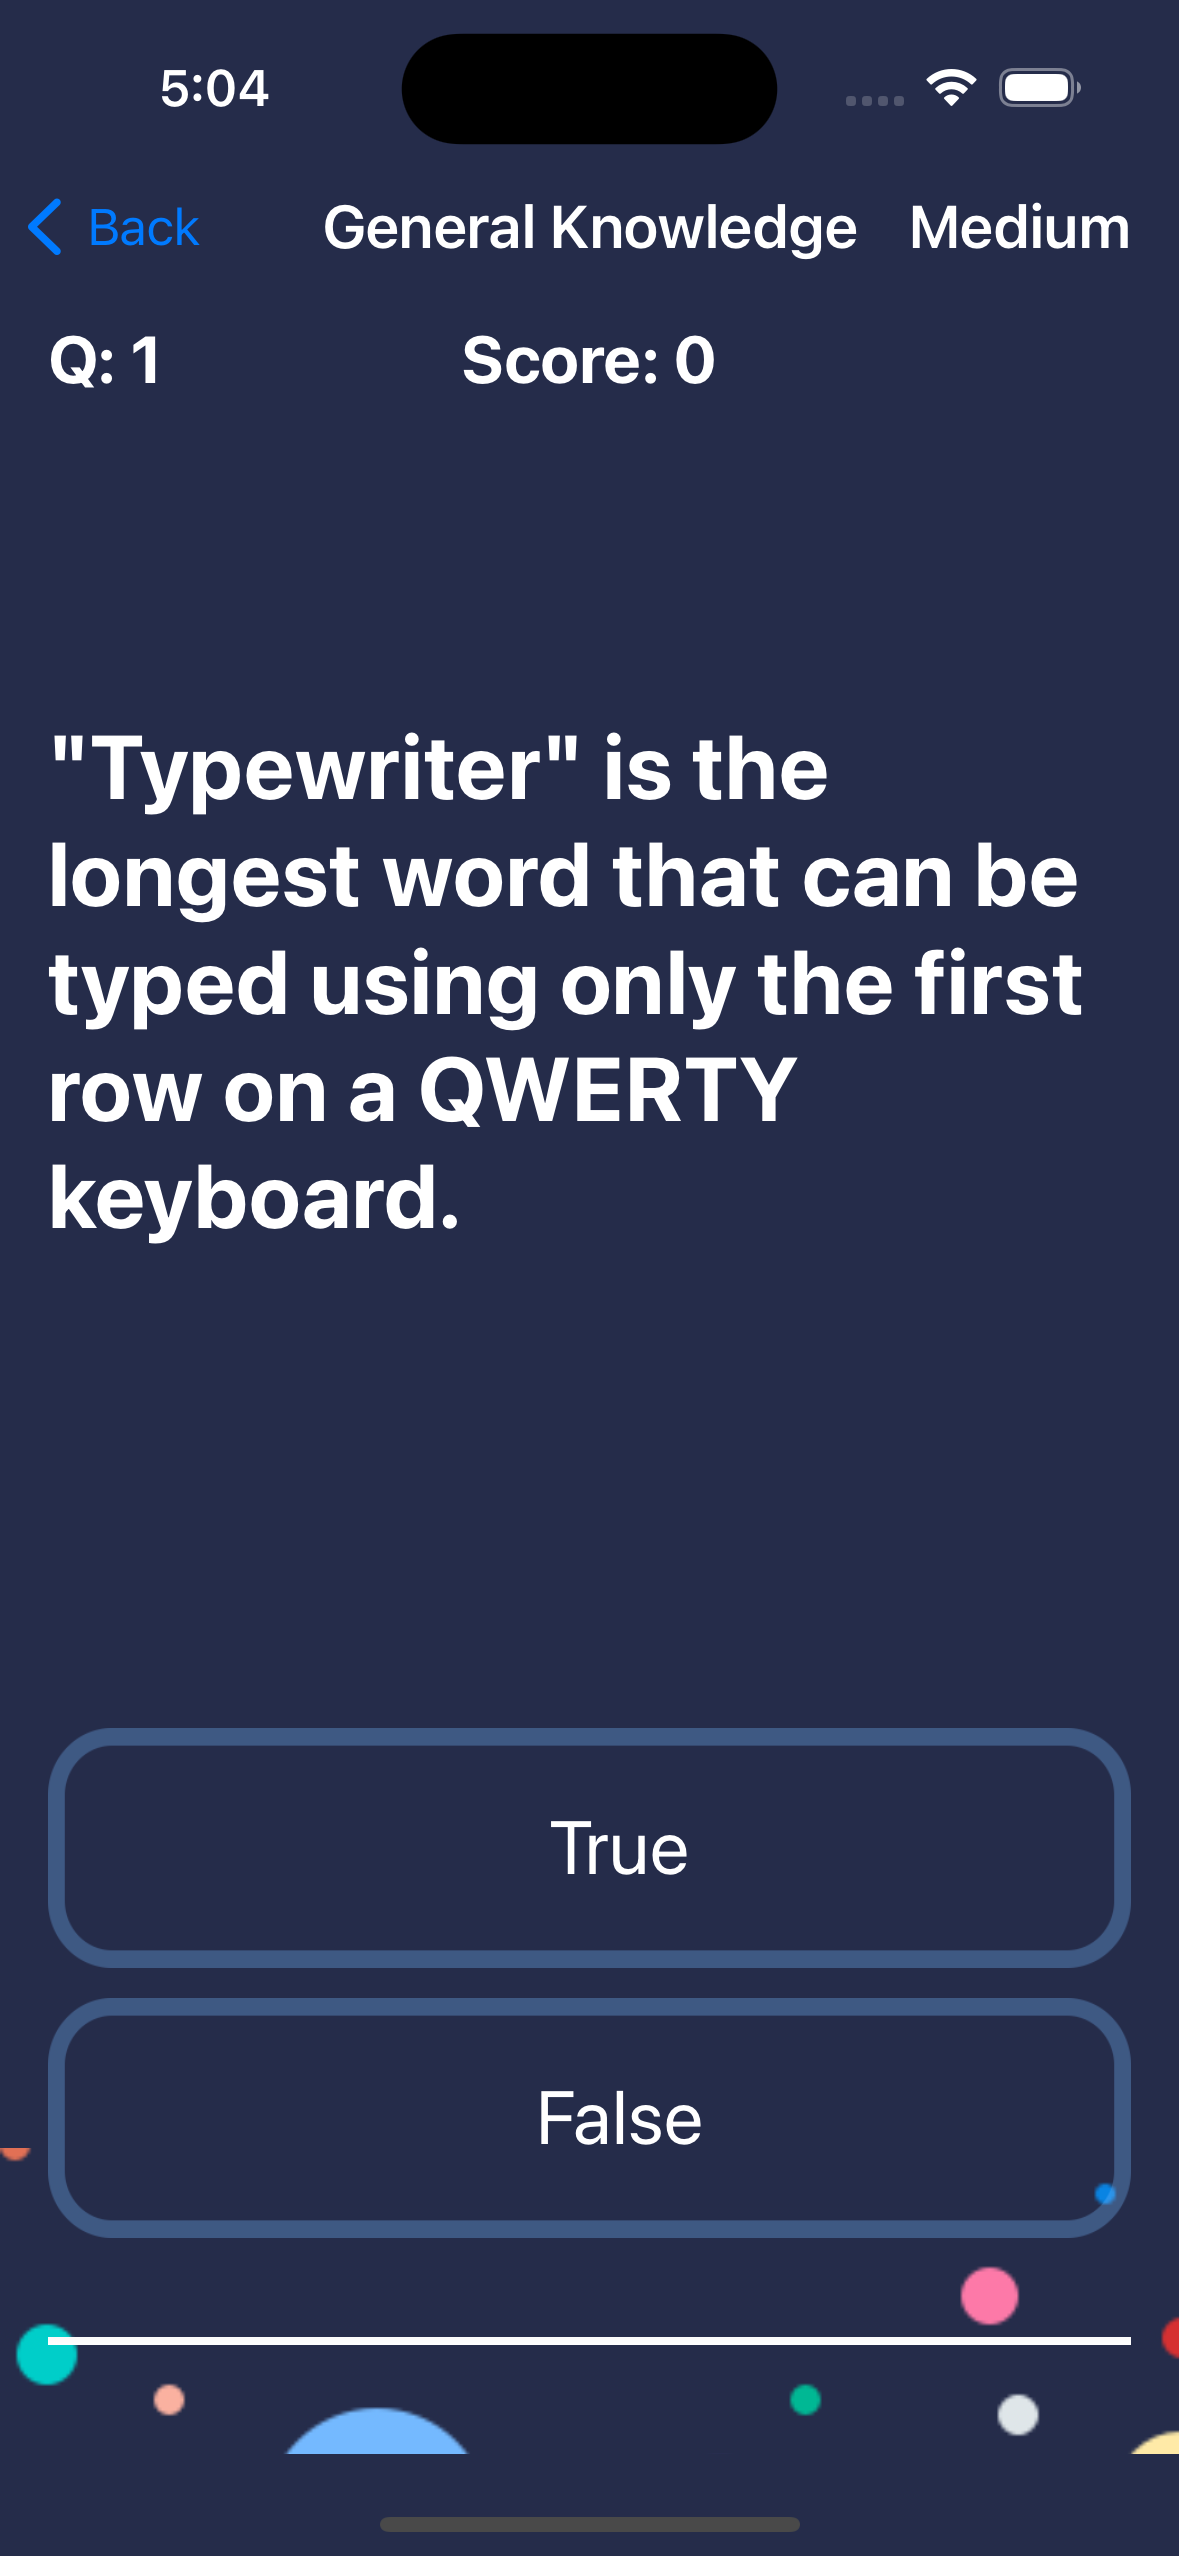 5:04
Back
General Knowledge
Medium
Q: 1
Score: 0
"Typewriter" is the
longest word that can be
typed using only the first
row on a QWERTY
keyboard.
True
False